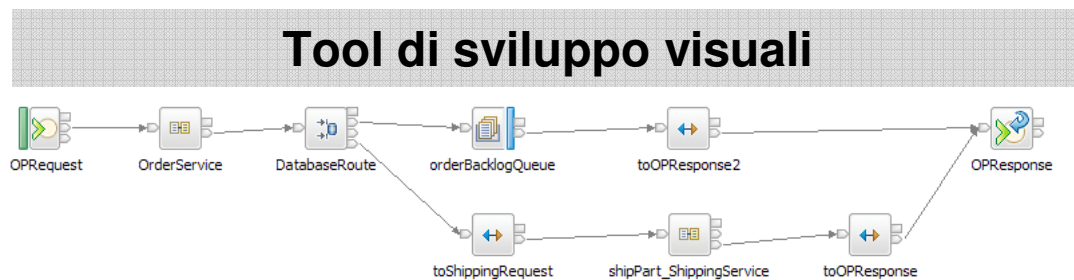 Tool di sviluppo visuali
OPRequest
OrderService
DatabaseRoute
orderBacklogQueue
toOPResponse2
OPResponse
toShippingRequest
shipPart_ShippingService
toOPResponse